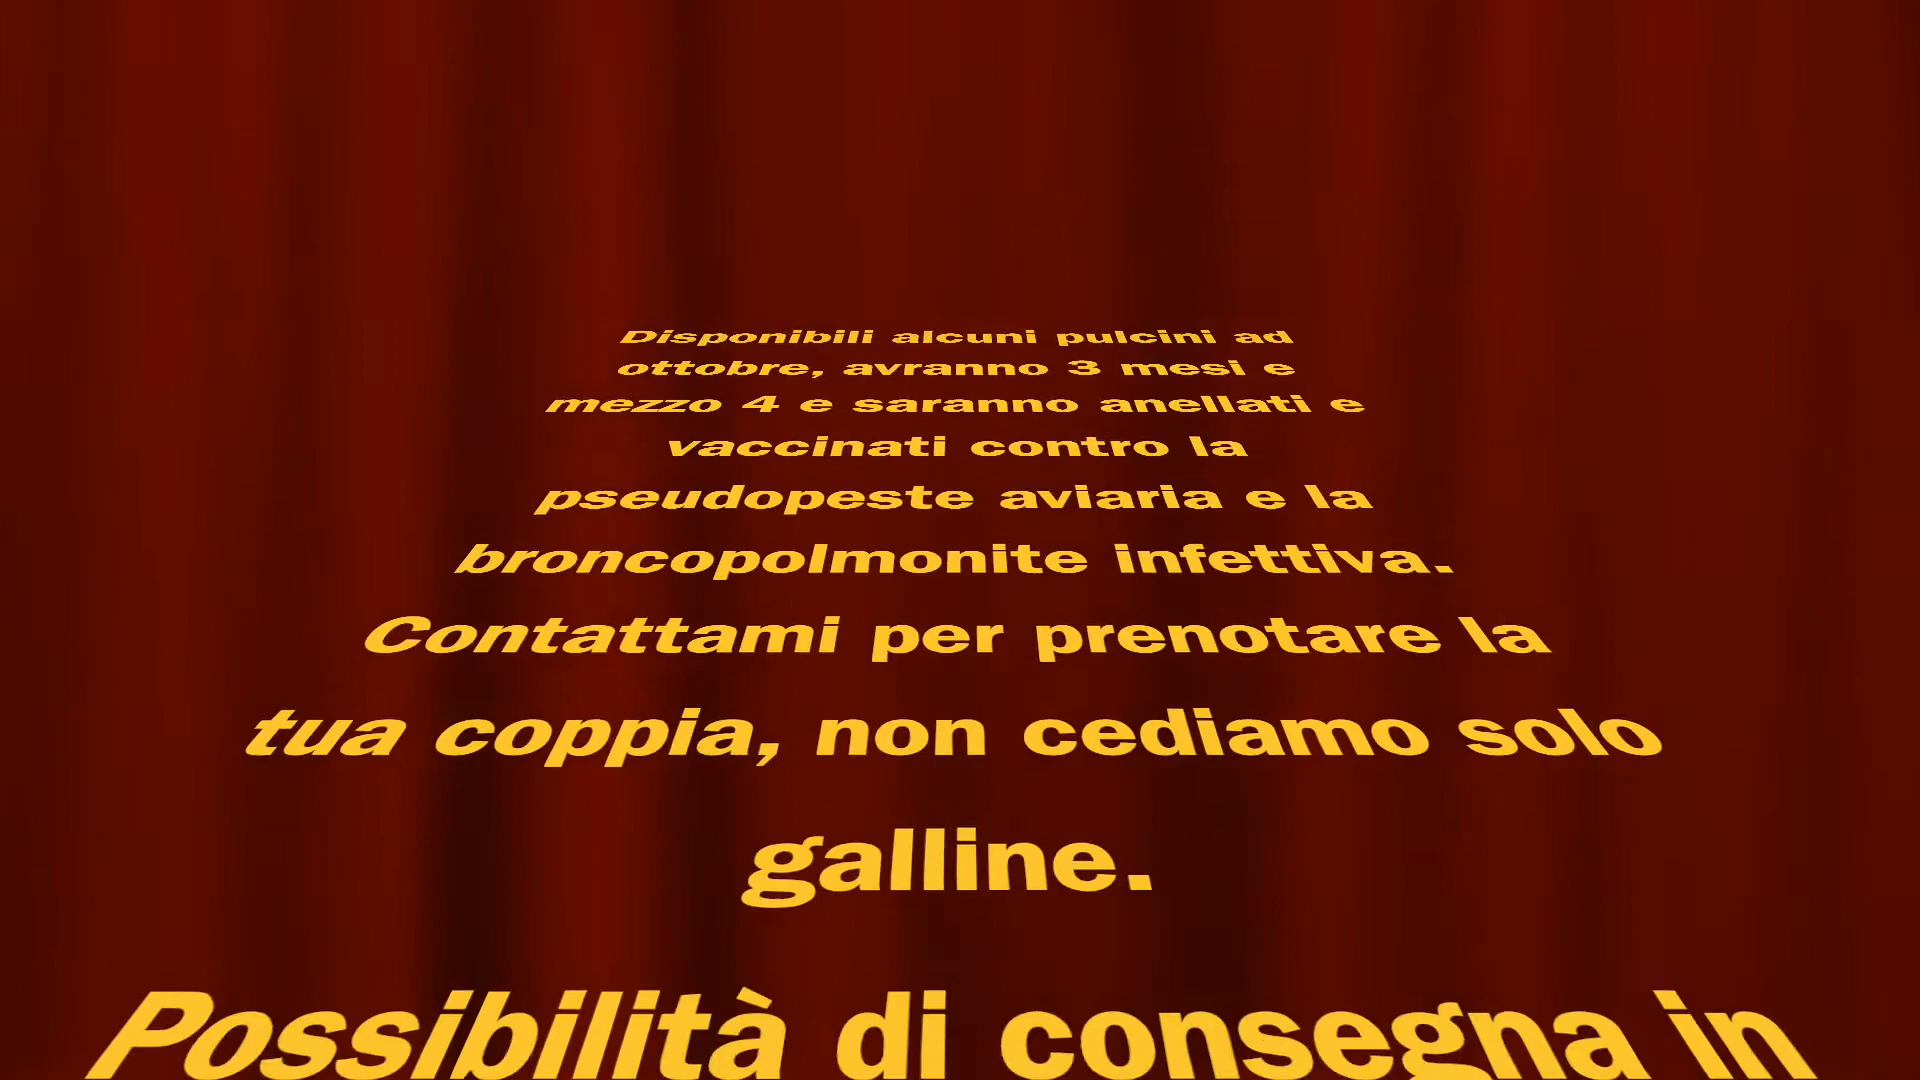 Disponibili alcuni pulcini ad
ottobre, avranno 3 mesi e
mezzo 4 e saranno anellati e
vaccinati contro la
pseudopeste aviaria e la
broncopolmonite infettiva.
Contattami per prenotare la
tua coppia, non cediamo solo
galline.
Possibilità di consegna in